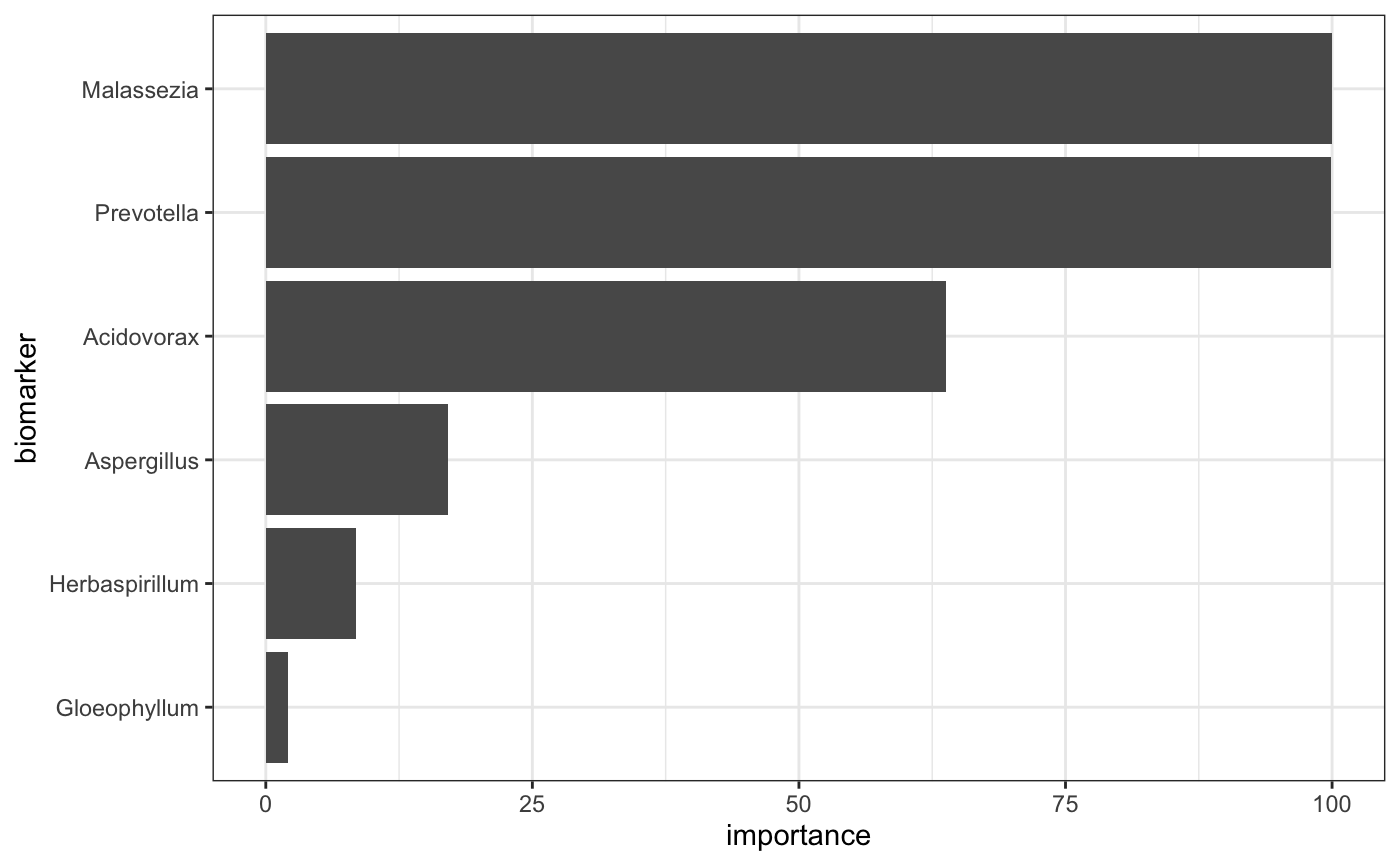 Malassezia
Prevotella
Acidovorax
Aspergillus
Herbaspirillum
Gloeophyllum
biomarker
0 25 50 75 100
importance